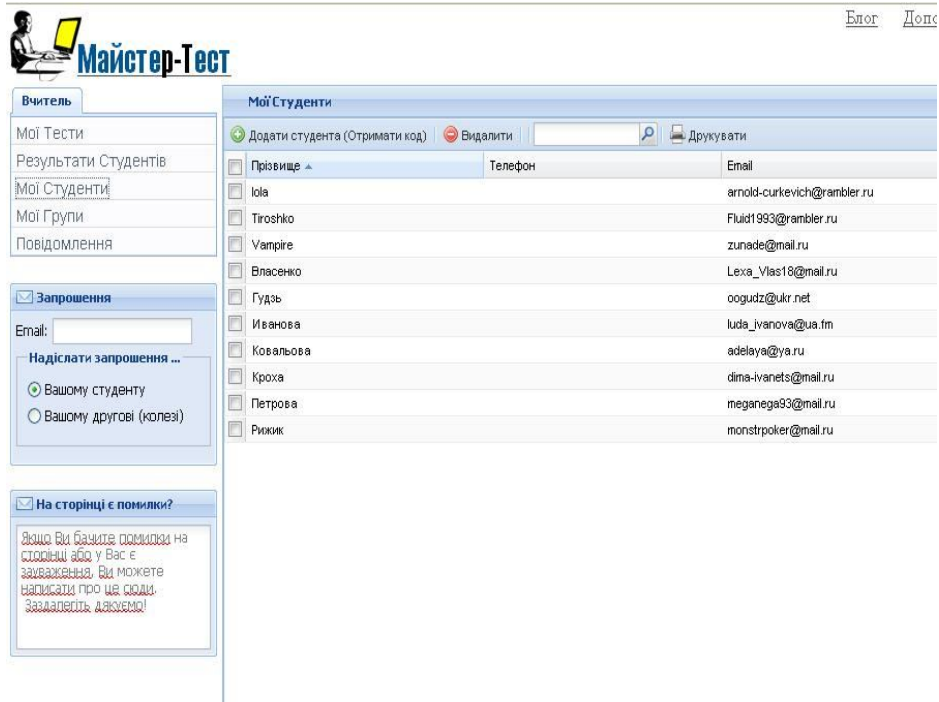 Блог
Майстер-Тест
Вчитель
Мої Тести
Результати Студентів
Мої Студенти
Мої Групи
Повідомлення
Запрошення
Email:
Надіслати запрошення ...
Вашому студенту
Вашому другові (колезі)
На сторінці є помилки?
Якщо Ви бачите помилки на
сторінці або у Вас є
зауваження, Ви можете
написати про це сюди.
Заздалегіть дякуємо!
Мої Студенти
Додати студента (Отримати код) Видалити Друкувати
Прізвище Телефон Email
lola arnold-curkevich@rambler.ru
Tiroshko Fluid1993@rambler.ru
Vampire zunade@mail.ru
Власенко Lexa_Vlas18@mail.ru
Гудзь oogudz@ukr.net
Иванова luda_ivanova@ua.fm
Ковальова adelaya@ya.ru
Кроха dima-ivanets@mail.ru
Петрова meganega93@mail.ru
Рижик monstrpoker@mail.ru